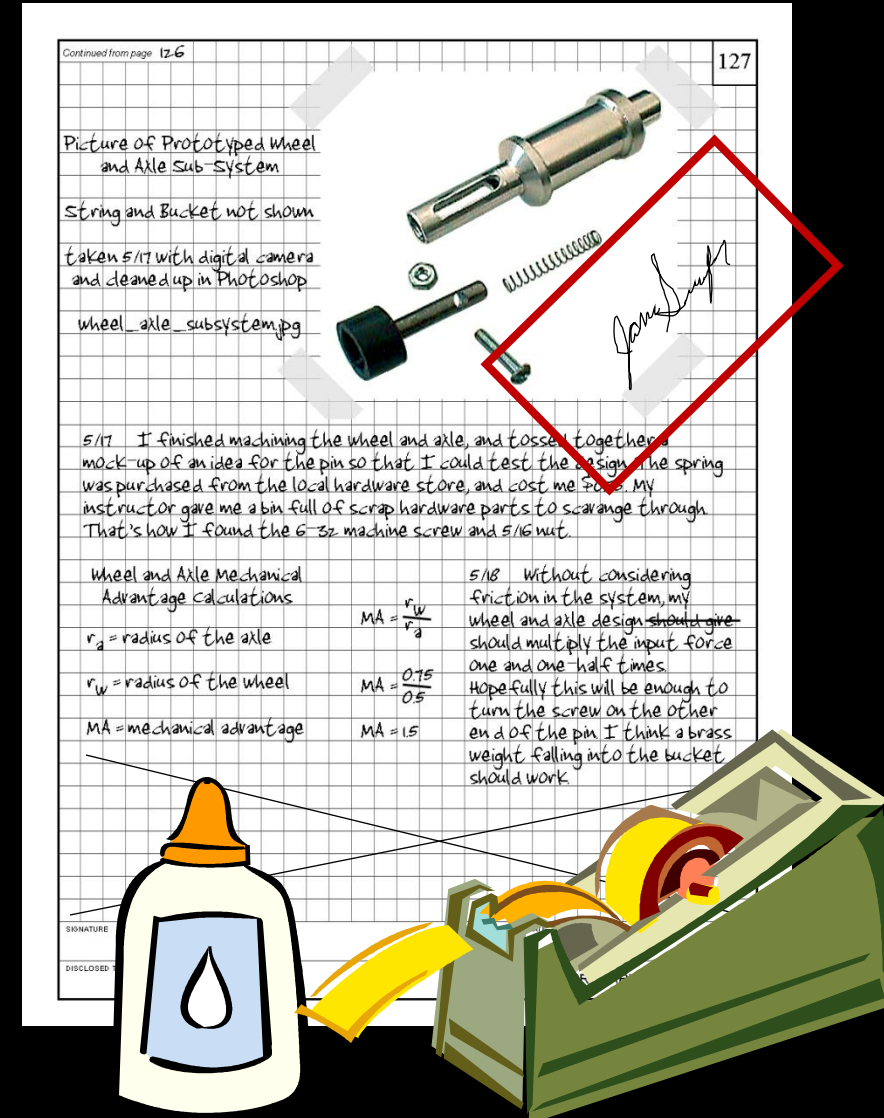 Continued from page 126
127
Picture of Prototyped Wheel
and Axle Sub-System
String and Bucket not shown
taken 5/17 with digital camera
and cleaned up in Photoshop
wheel_axle_subsystem.jpg
5/17 I finished machining the wheel and axle, and tossed together a
mock-up of an idea for the pin so that I could test the design. The spring
was purchased from the local hardware store, and cost me My
instructor gave me a bin full of scrap hardware parts to scavange through.
That's how I found the 6-32 machine screw and 5/16 nut.
Wheel and Axle Mechanical
Advantage Calculations
ra = radius of the axle
rw = radius of the wheel
MA = mechanical advantage
MA = rw/ra
MA = 0.75/0.5
MA = 1.5
5/18 Without considering
friction in the system, my
wheel and axle design should give
should multiply the input force
one and one-half times.
Hopefully this will be enough to
turn the screw on the other
end of the pin. I think a brass
weight falling into the bucket
should work.
SIGNATURE
DISCLOSED